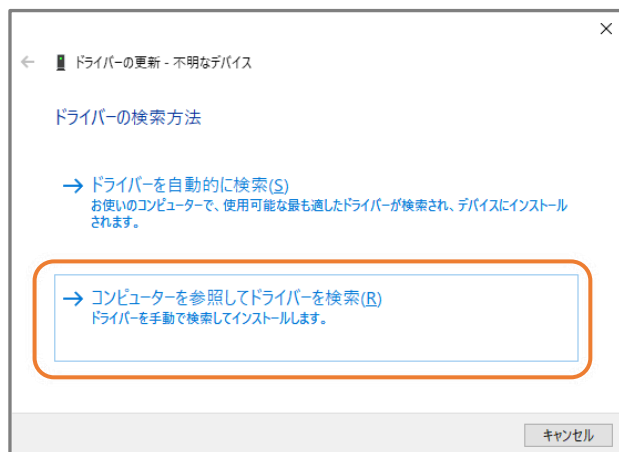 ドライバーの更新 - 不明なデバイス
ドライバーの検索方法
→ ドライバーを自動的に検索(S)
お使いのコンピューターで、使用可能な最も適したドライバーが検索され、デバイスにインストール
されます。
→ コンピューターを参照してドライバーを検索(R)
ドライバーを手動で検索してインストールします。
キャンセル